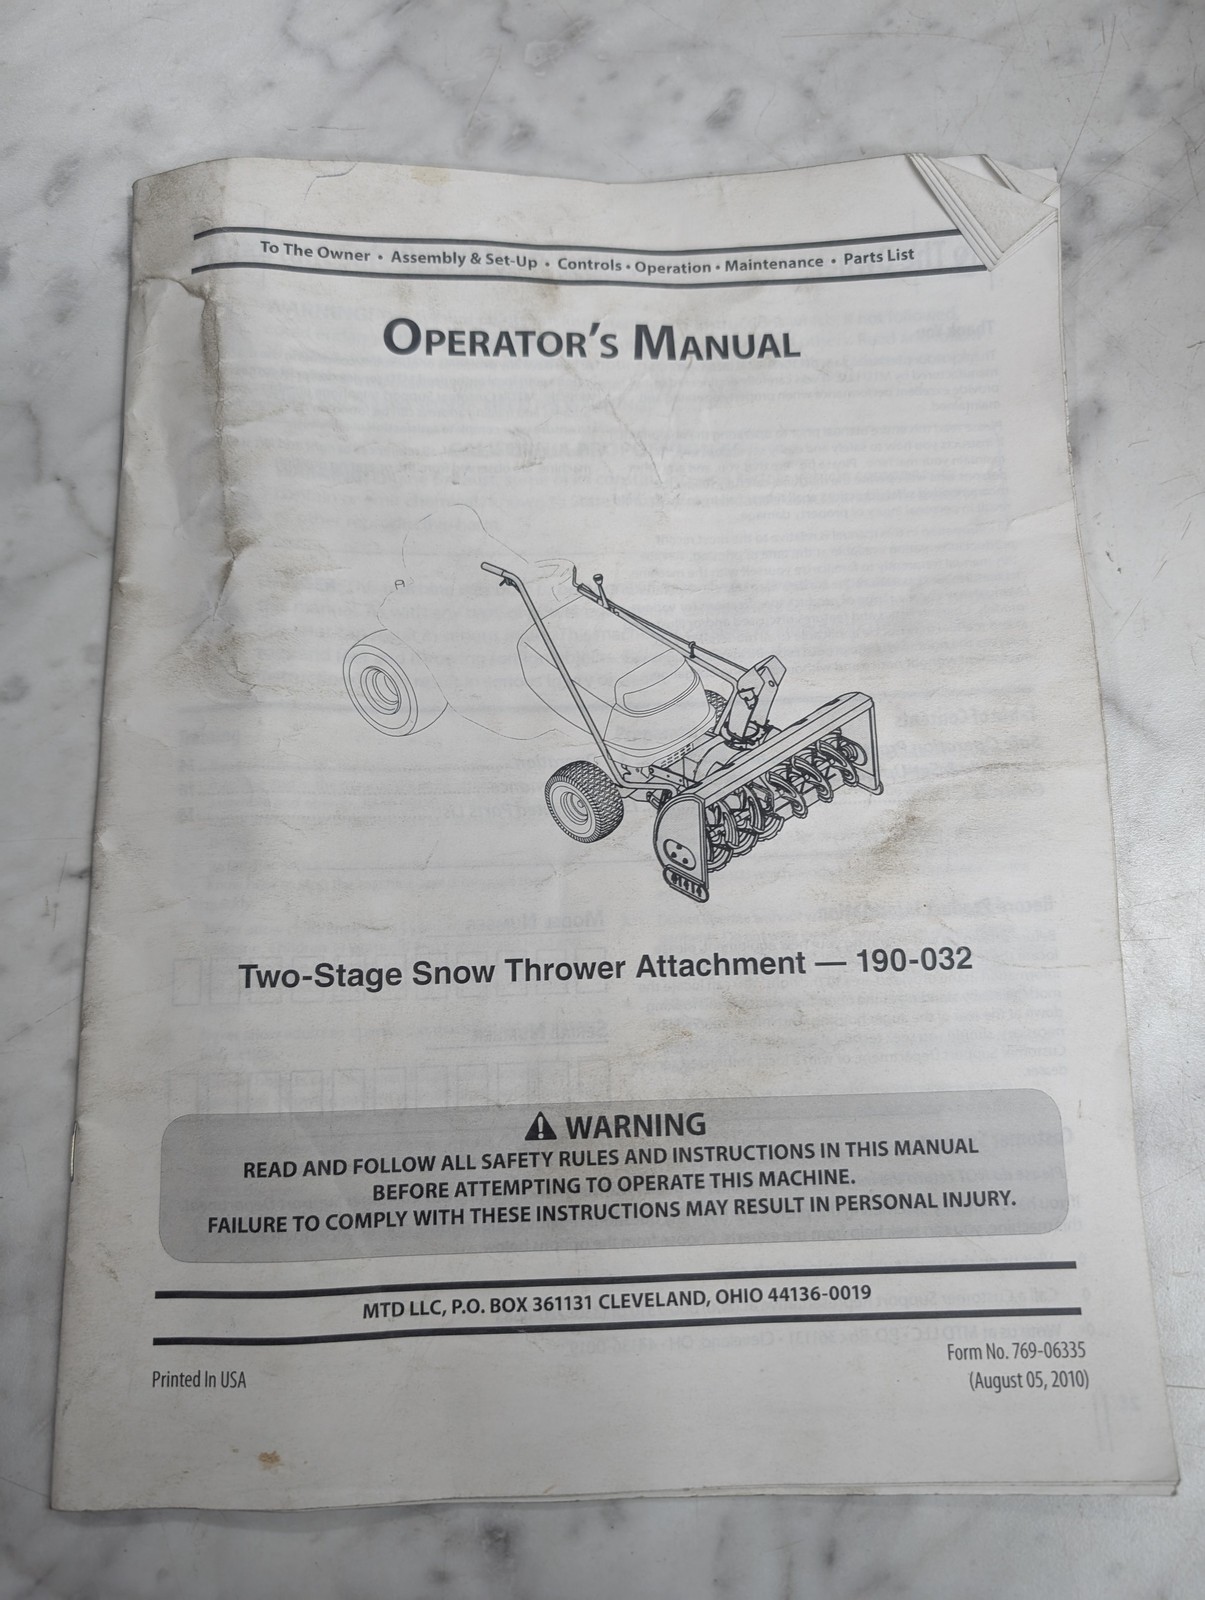 To The Owner • Assembly & Set-Up • Controls • Operation • Maintenance • Parts List
OPERATOR'S MANUAL
Two-Stage Snow Thrower Attachment — 190-032
WARNING
READ AND FOLLOW ALL SAFETY RULES AND INSTRUCTIONS IN THIS MANUAL
BEFORE ATTEMPTING TO OPERATE THIS MACHINE.
FAILURE TO COMPLY WITH THESE INSTRUCTIONS MAY RESULT IN PERSONAL INJURY.
MTD LLC, P.O. BOX 361131 CLEVELAND, OHIO 44136-0019
Printed In USA
Form No. 769-06335
(August 05, 2010)